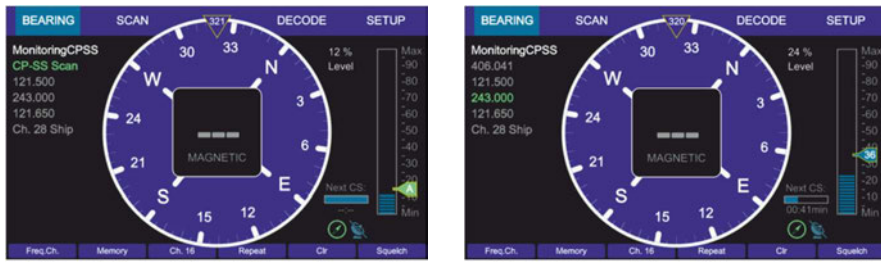 BEARING SCAN 321 DECODE SETUP
MonitoringCPSS
CP-SS Scan
121.500
243.000
121.650
Ch. 28 Ship
30 33 N 3 6 E 12 15 S 21 24 W
MAGNETIC
12 %
Level
Max
-90
-80
-70
-60
-50
-40
-30
-20
A
Min
Next CS:
--:--
Freq.Ch. Memory Ch. 16 Repeat Clr Squelch
BEARING SCAN 320 DECODE SETUP
MonitoringCPSS
406.041
121.500
243.000
121.650
Ch. 28 Ship
30 33 N 3 6 E 12 15 S 21 24 W
MAGNETIC
24 %
Level
Max
-90
-80
-70
-60
-50
-40
36
-30
-20
-10
Min
Next CS:
00:41min
Freq.Ch. Memory Ch. 16 Repeat Clr Squelch